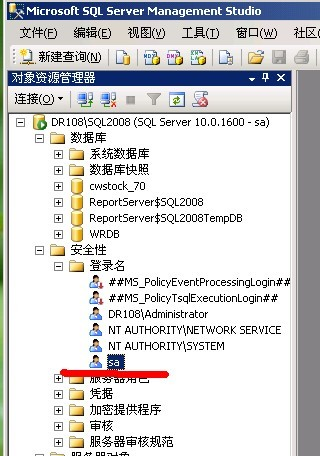 Microsoft SQL Server Management Studio
文件(F) 编辑(E) 视图(V) 工具(T) 窗口(W) 社区
新建查询(N)
对象资源管理器
连接(O)
DR108\SQL2008 (SQL Server 10.0.1600 - sa)
数据库
系统数据库
数据库快照
cwstock_70
ReportServer$SQL2008
ReportServer$SQL2008TempDB
WRDB
安全性
登录名
##MS_PolicyEventProcessingLogin##
##MS_PolicyTsqlExecutionLogin##
DR108\Administrator
NT AUTHORITY\NETWORK SERVICE
NT AUTHORITY\SYSTEM
sa
服务器角色
凭据
加密提供程序
审核
服务器审核规范
服务器对象